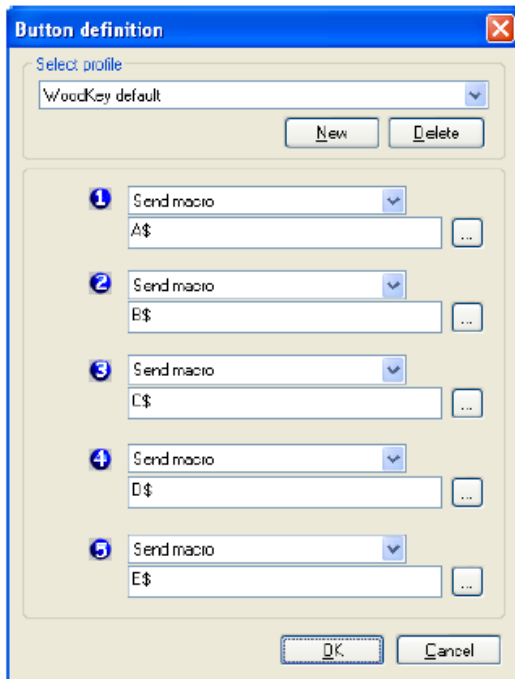 Button definition
Select profile
WoodKey default
New Delete
1 Send macro
A$ ...
2 Send macro
B$ ...
3 Send macro
C$ ...
4 Send macro
D$ ...
5 Send macro
E$ ...
OK Cancel